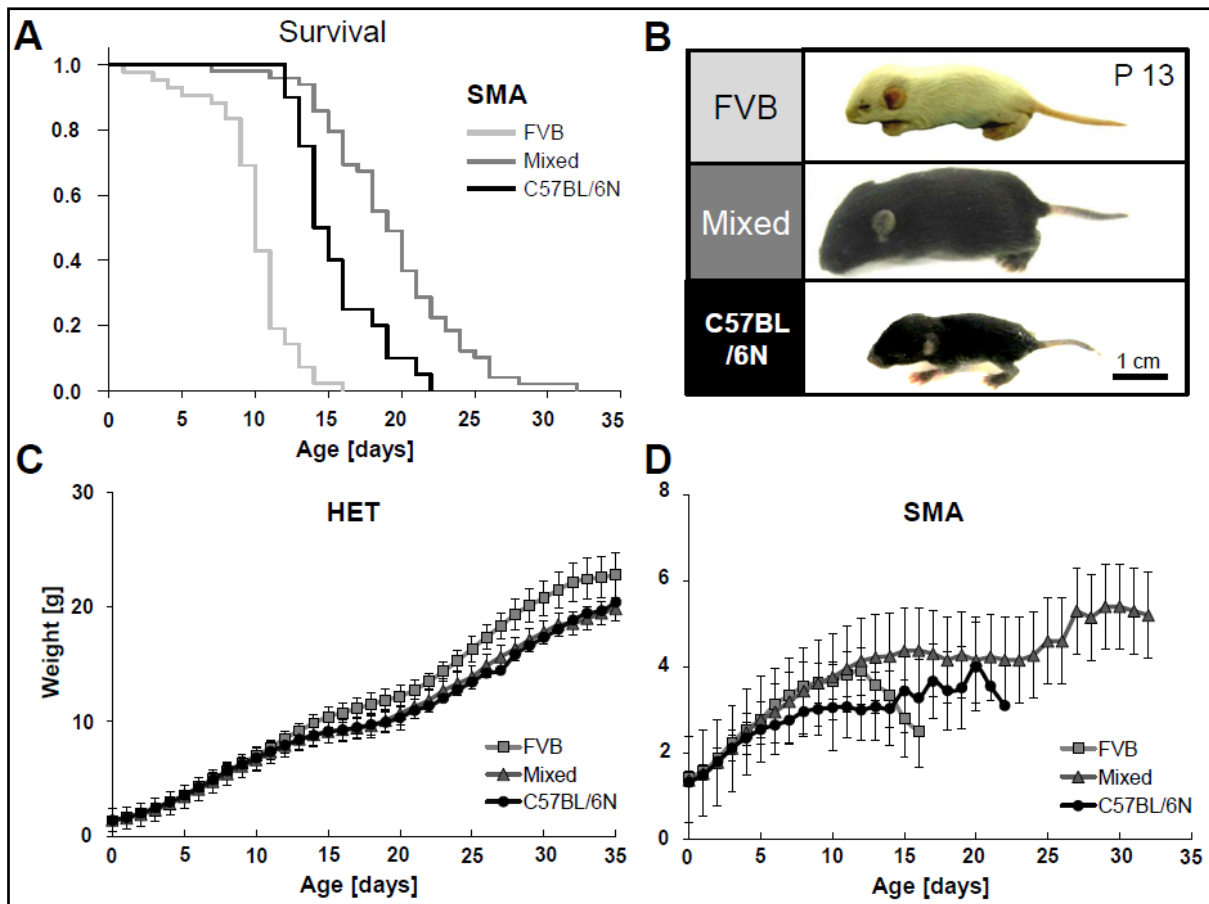 A
Survival
1.0
0.8
0.6
0.4
0.2
0.0
SMA
FVB
Mixed
C57BL/6N
0 5 10 15 20 25 30 35
Age [days]
B
FVB
P 13
Mixed
C57BL
/6N
1 cm
C
HET
30
20
10
0
Weight [g]
FVB
Mixed
C57BL/6N
0 5 10 15 20 25 30 35
Age [days]
D
SMA
8
6
4
2
0
FVB
Mixed
C57BL/6N
0 5 10 15 20 25 30 35
Age [days]